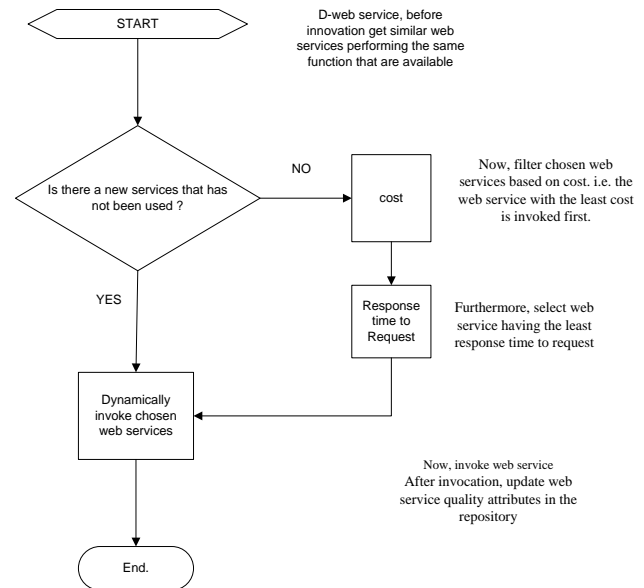 START
D-web service, before
innovation get similar web
services performing the same
function that are available
Is there a new services that has
not been used ?
NO
cost
Now, filter chosen web
services based on cost. i.e. the
web service with the least cost
is invoked first.
YES
Response
time to
Request
Furthermore, select web
service having the least
response time to request
Dynamically
invoke chosen
web services
Now, invoke web service
After invocation, update web
service quality attributes in the
repository
End.